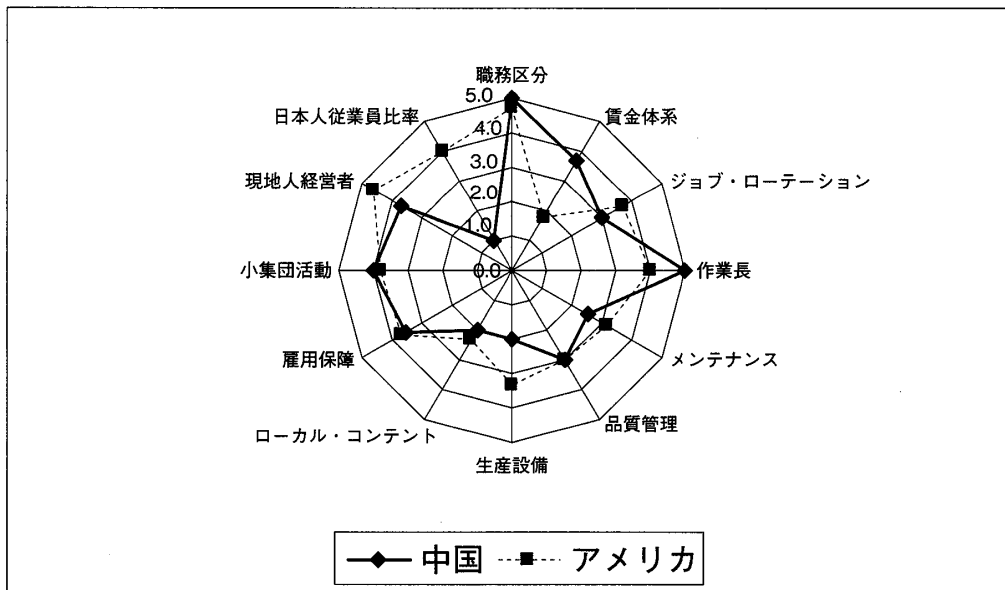 職務区分
日本人従業員比率
5.0
賃金体系
4.0
現地人経営者
3.0
ジョブ・ローテーション
2.0
1.0
小集団活動
0.0
作業長
雇用保障
メンテナンス
ローカル・コンテント
品質管理
生産設備
中国
アメリカ